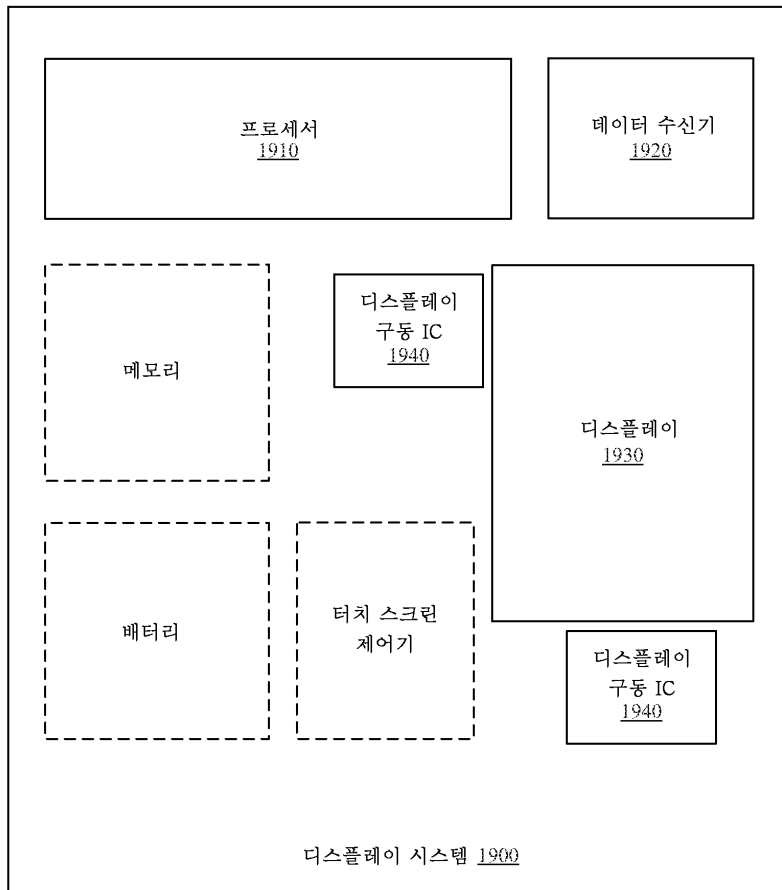 프로세서
1910
데이터 수신기
1920
메모리
디스플레이
구동 IC
1940
디스플레이
1930
배터리
터치 스크린
제어기
디스플레이
구동 IC
1940
디스플레이 시스템 1900